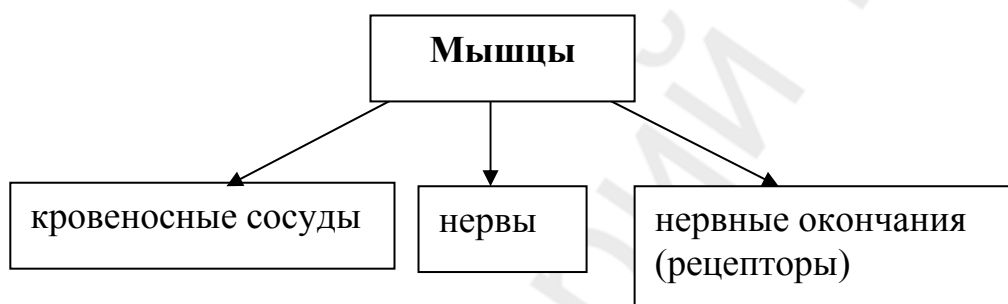 Мышцы
кровеносные сосуды
нервы
нервные окончания
(рецепторы)